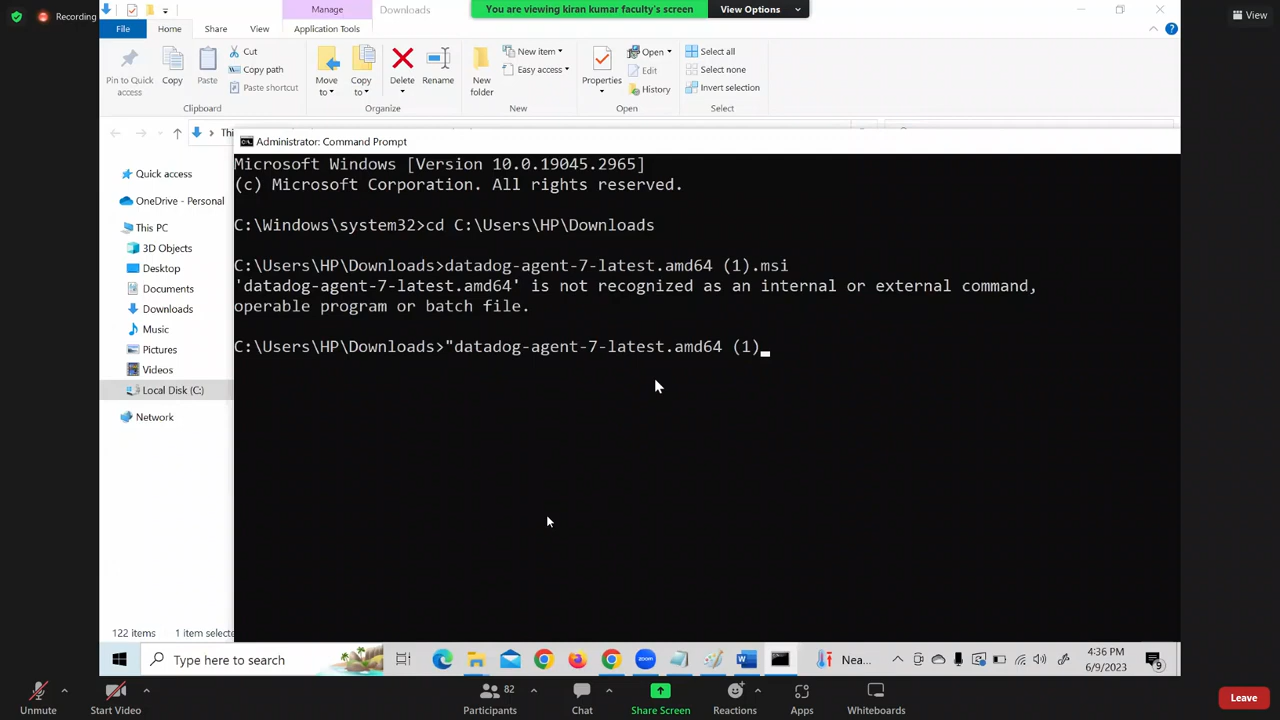 Recording
Manage
Downloads
You are viewing kiran kumar faculty's screen
View Options
View
File
Home
Share
View
Application Tools
Pin to Quick access
Copy
Paste
Cut
Copy path
Paste shortcut
Clipboard
Move to
Copy to
Delete
Rename
Organize
New folder
New item
Easy access
New
Properties
Open
Edit
History
Open
Select all
Select none
Invert selection
Select
Administrator: Command Prompt
Quick access
OneDrive - Personal
This PC
3D Objects
Desktop
Documents
Downloads
Music
Pictures
Videos
Local Disk (C:)
Network
Microsoft Windows [Version 10.0.19045.2965]
(c) Microsoft Corporation. All rights reserved.
C:\Windows\system32>cd C:\Users\HP\Downloads
C:\Users\HP\Downloads>datadog-agent-7-latest.amd64 (1).msi
'datadog-agent-7-latest.amd64' is not recognized as an internal or external command,
operable program or batch file.
C:\Users\HP\Downloads>"datadog-agent-7-latest.amd64 (1)
122 items
1 item selecte
Type here to search
zoom
Nea...
4:36 PM
6/9/2023
9
Unmute
Start Video
82
Participants
Chat
Share Screen
Reactions
Apps
Whiteboards
Leave